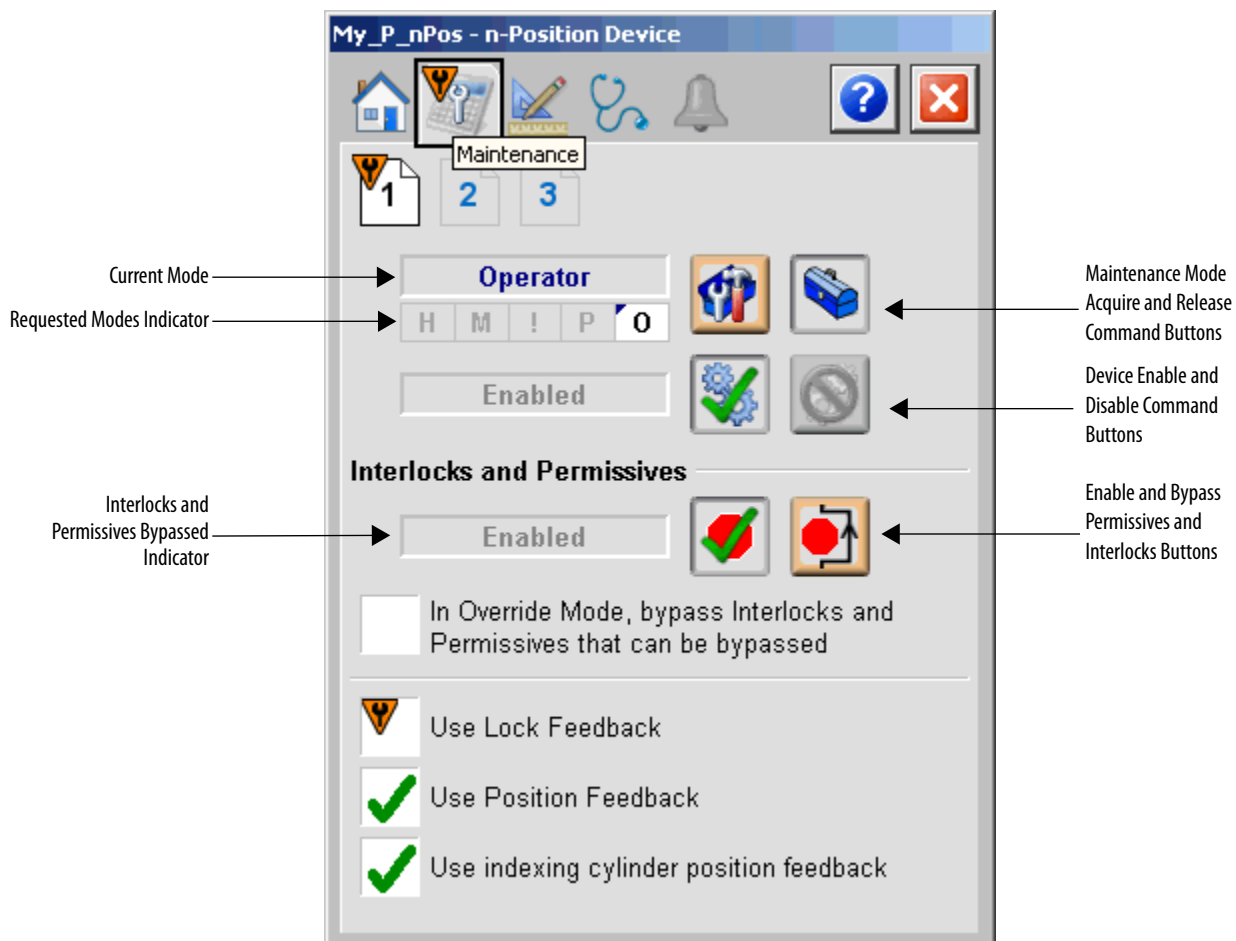 My_P_nPos - n-Position Device
?
Maintenance
1 2 3
Current Mode
Operator
Maintenance Mode
Acquire and Release
Command Buttons
Requested Modes Indicator
H M ! P O
Enabled
Device Enable and
Disable Command
Buttons
Interlocks and Permissives
Interlocks and
Permissives Bypassed
Indicator
Enabled
Enable and Bypass
Permissives and
Interlocks Buttons
In Override Mode, bypass Interlocks and
Permissives that can be bypassed
Use Lock Feedback
Use Position Feedback
Use indexing cylinder position feedback